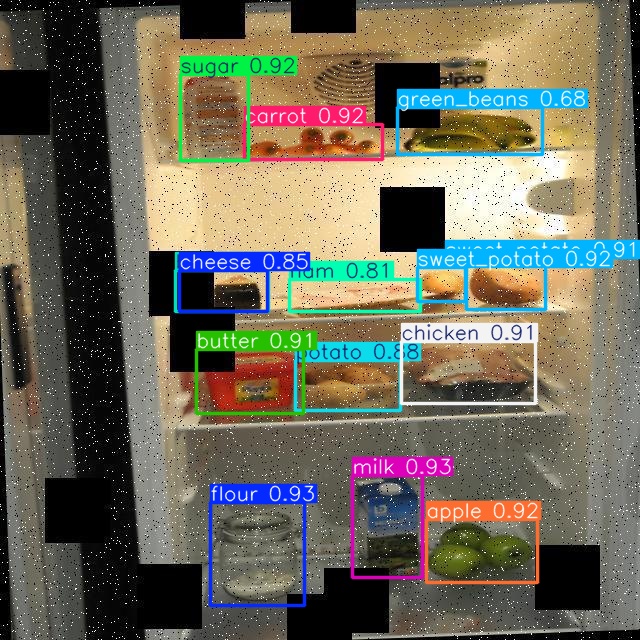 sugar 0.92
alpro
carrot 0.92
green_beans 0.68
sweet_potato 0.91
cheese 0.85
ham 0.81
sweet_potato 0.92
butter 0.91
potato 0.88
chicken 0.91
milk 0.93
flour 0.93
apple 0.92